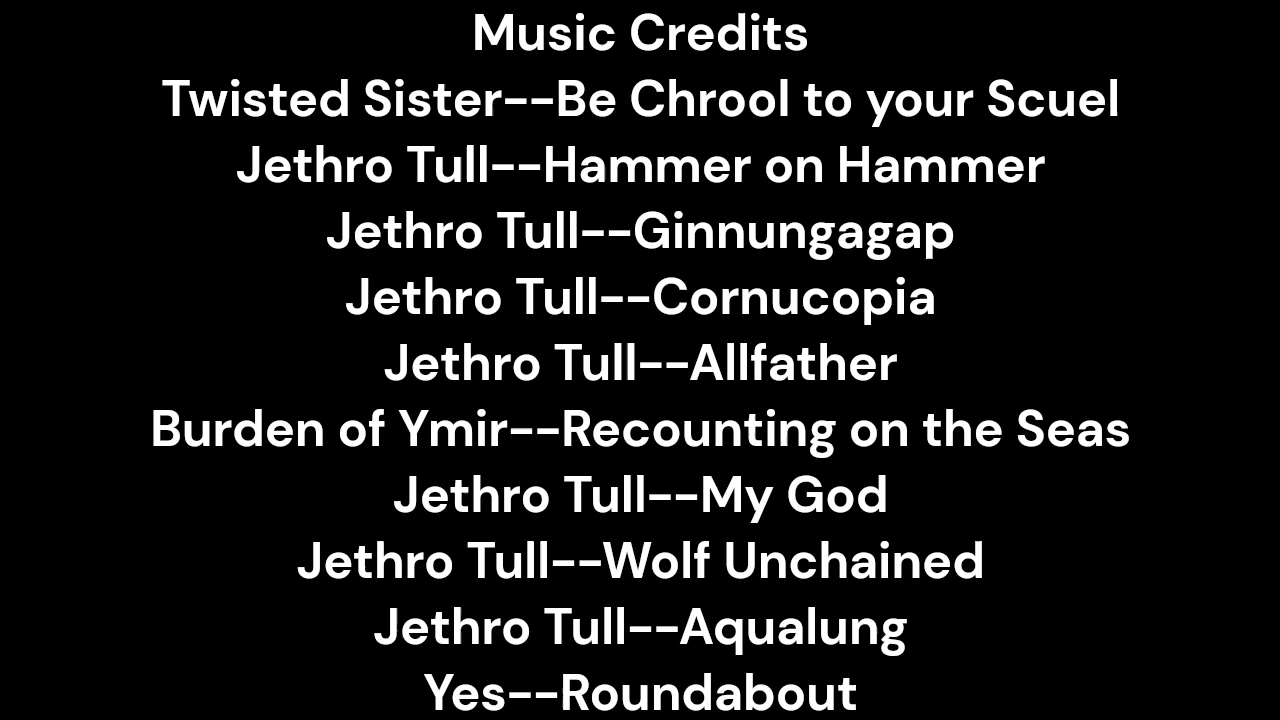 Music Credits
Twisted Sister--Be Chrool to your Scuel
Jethro Tull--Hammer on Hammer
Jethro Tull--Ginnungagap
Jethro Tull--Cornucopia
Jethro Tull--Allfather
Burden of Ymir--Recounting on the Seas
Jethro Tull--My God
Jethro Tull--Wolf Unchained
Jethro Tull--Aqualung
Yes--Roundabout